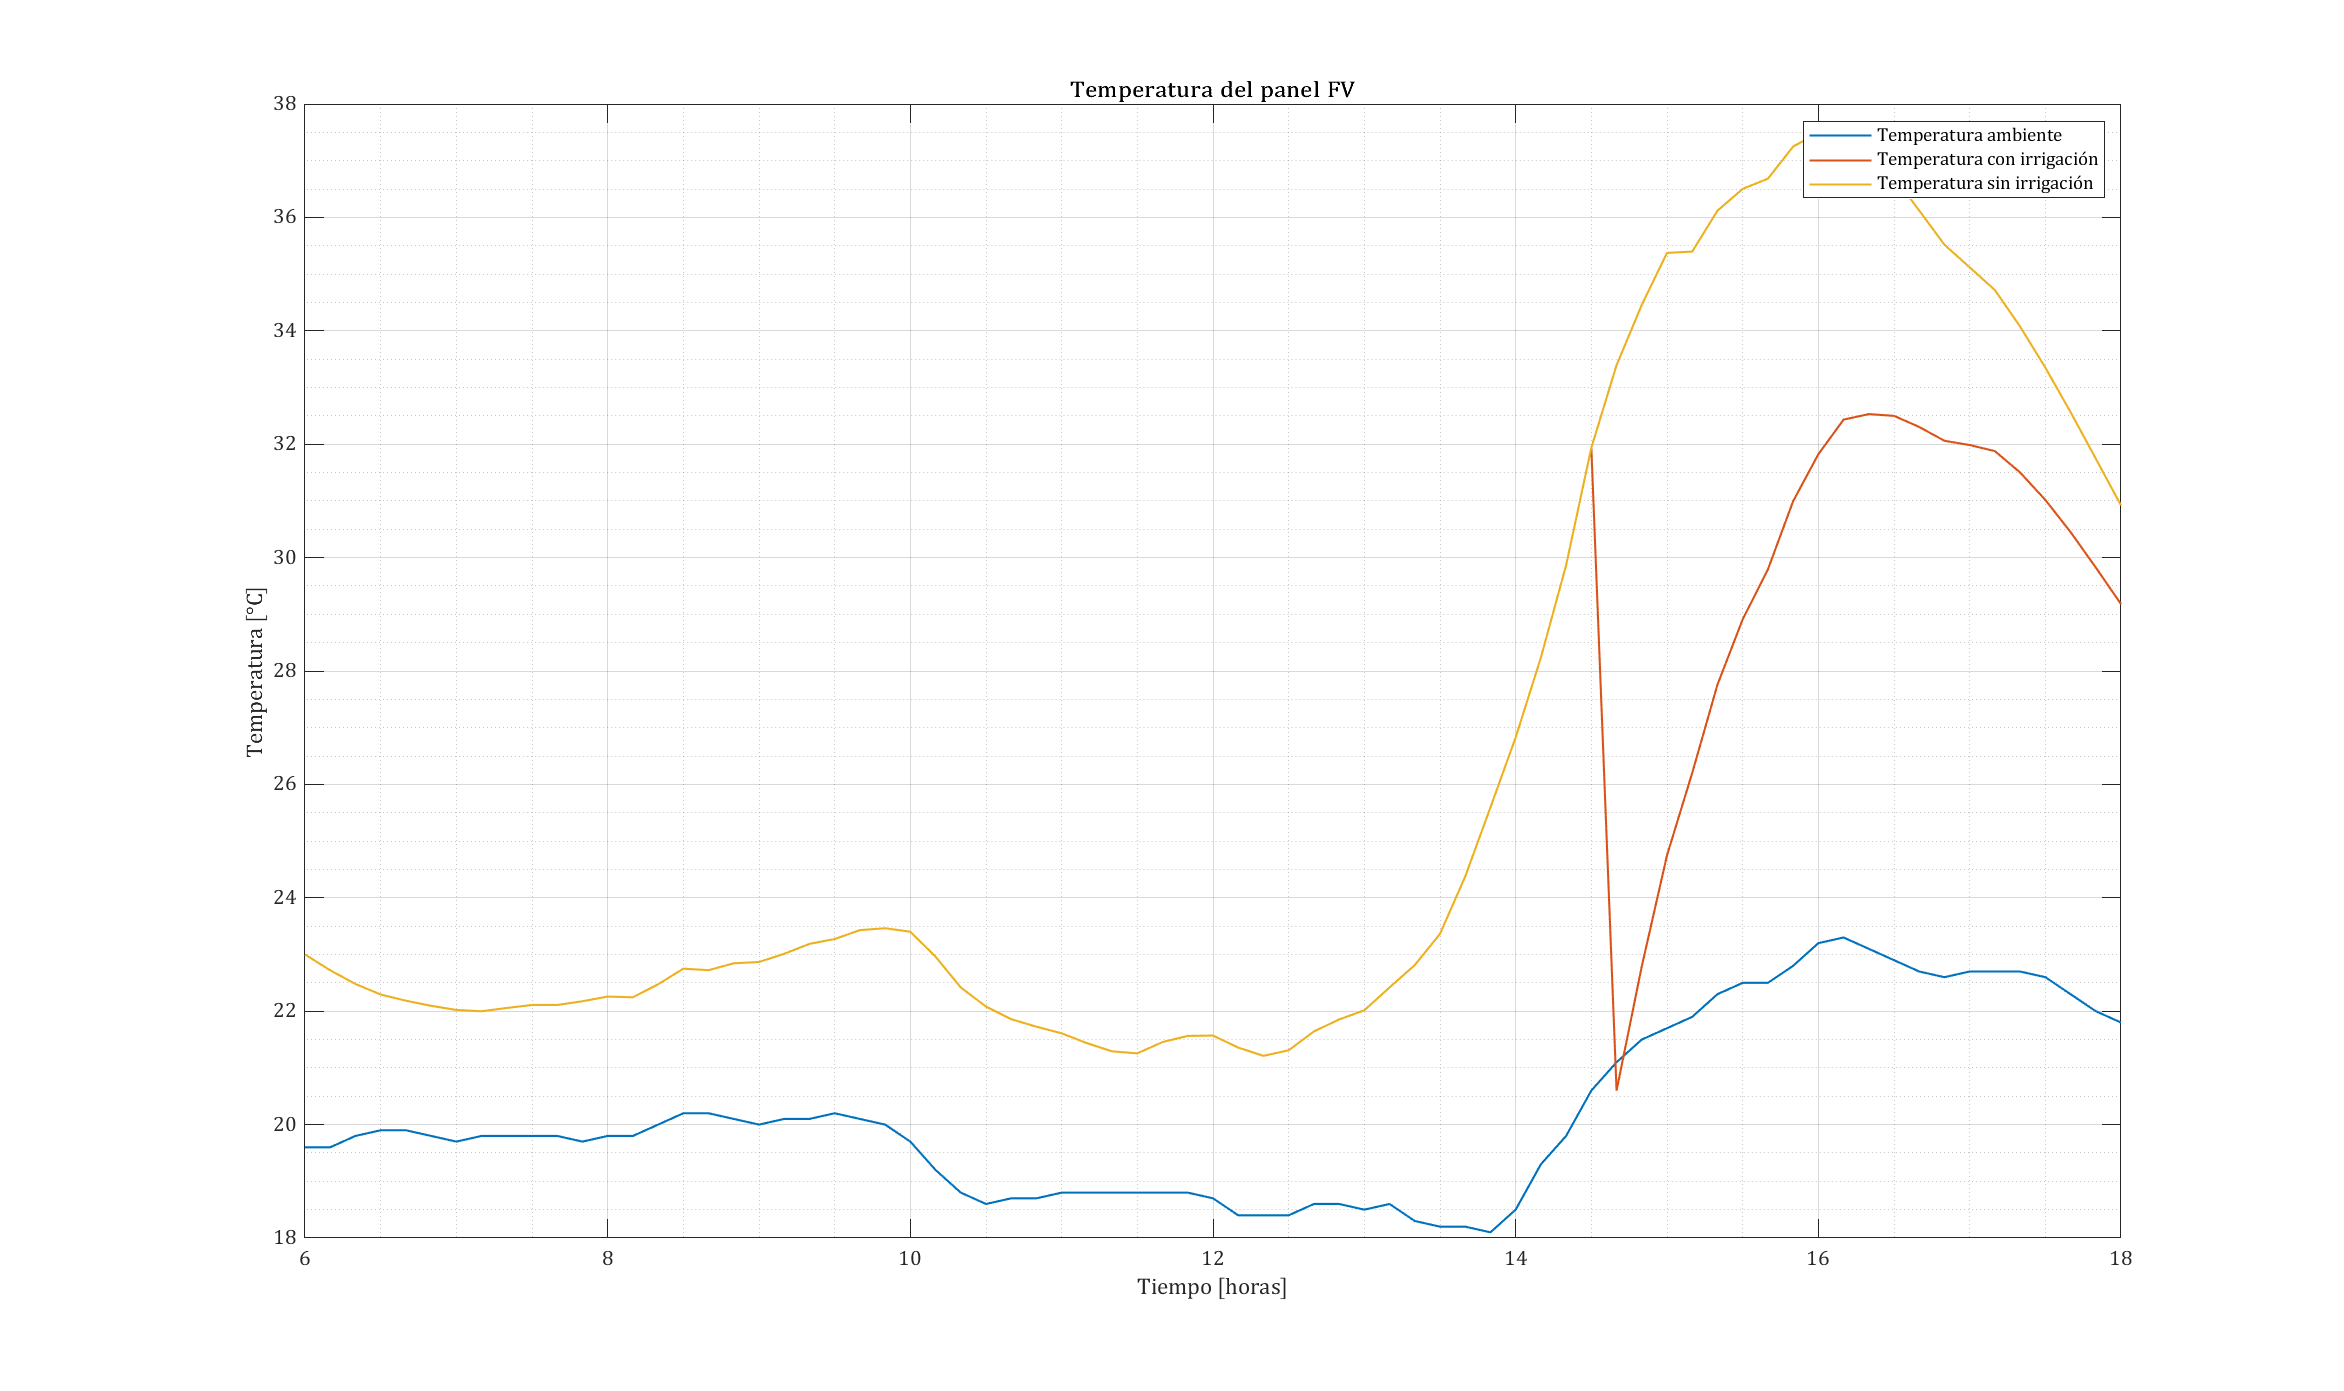 Temperatura del panel FV
38
36
34
32
30
28
26
24
22
20
18
Temperatura [°C]
Temperatura ambiente
Temperatura con irrigación
Temperatura sin irrigación
6 8 10 12 14 16 18
Tiempo [horas]